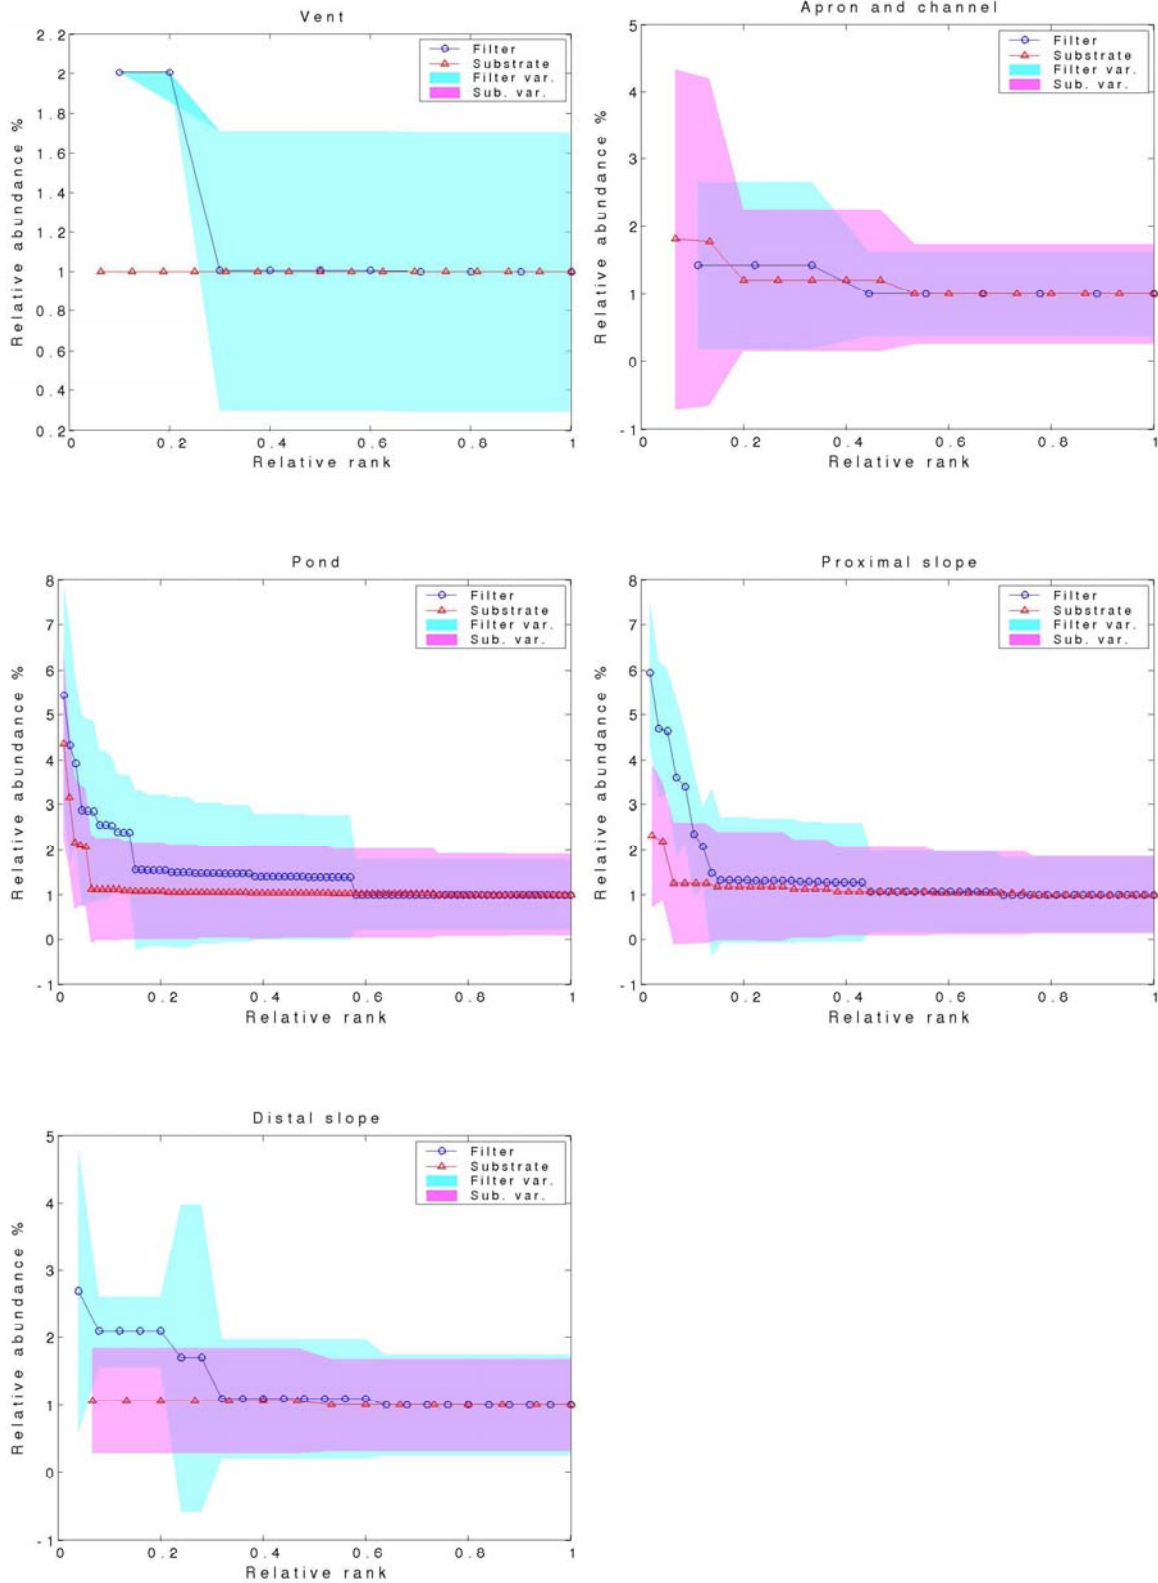 Vent
2.2
2
1.8
1.6
1.4
1.2
1
0.8
0.6
0.4
0.2
0
0.2
0.4
0.6
0.8
1
Relative abundance %
Relative rank
Filter
Substrate
Filter var.
Sub. var.
Apron and channel
5
4
3
2
1
0
-1
0
0.2
0.4
0.6
0.8
1
Relative abundance %
Relative rank
Filter
Substrate
Filter var.
Sub. var.
Pond
8
7
6
5
4
3
2
1
0
-1
0
0.2
0.4
0.6
0.8
1
Relative abundance %
Relative rank
Filter
Substrate
Filter var.
Sub. var.
Proximal slope
8
7
6
5
4
3
2
1
0
-1
0
0.2
0.4
0.6
0.8
1
Relative abundance %
Relative rank
Filter
Substrate
Filter var.
Sub. var.
Distal slope
5
4
3
2
1
0
-1
0
0.2
0.4
0.6
0.8
1
Relative abundance %
Relative rank
Filter
Substrate
Filter var.
Sub. var.